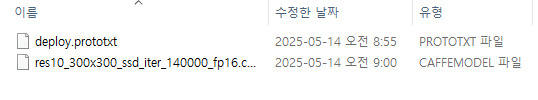 이름 수정한 날짜 유형
deploy.prototxt 2025-05-14 오전 8:55 PROTOTXT 파일
res10_300x300_ssd_iter_140000_fp16.c... 2025-05-14 오전 9:00 CAFFEMODEL 파일